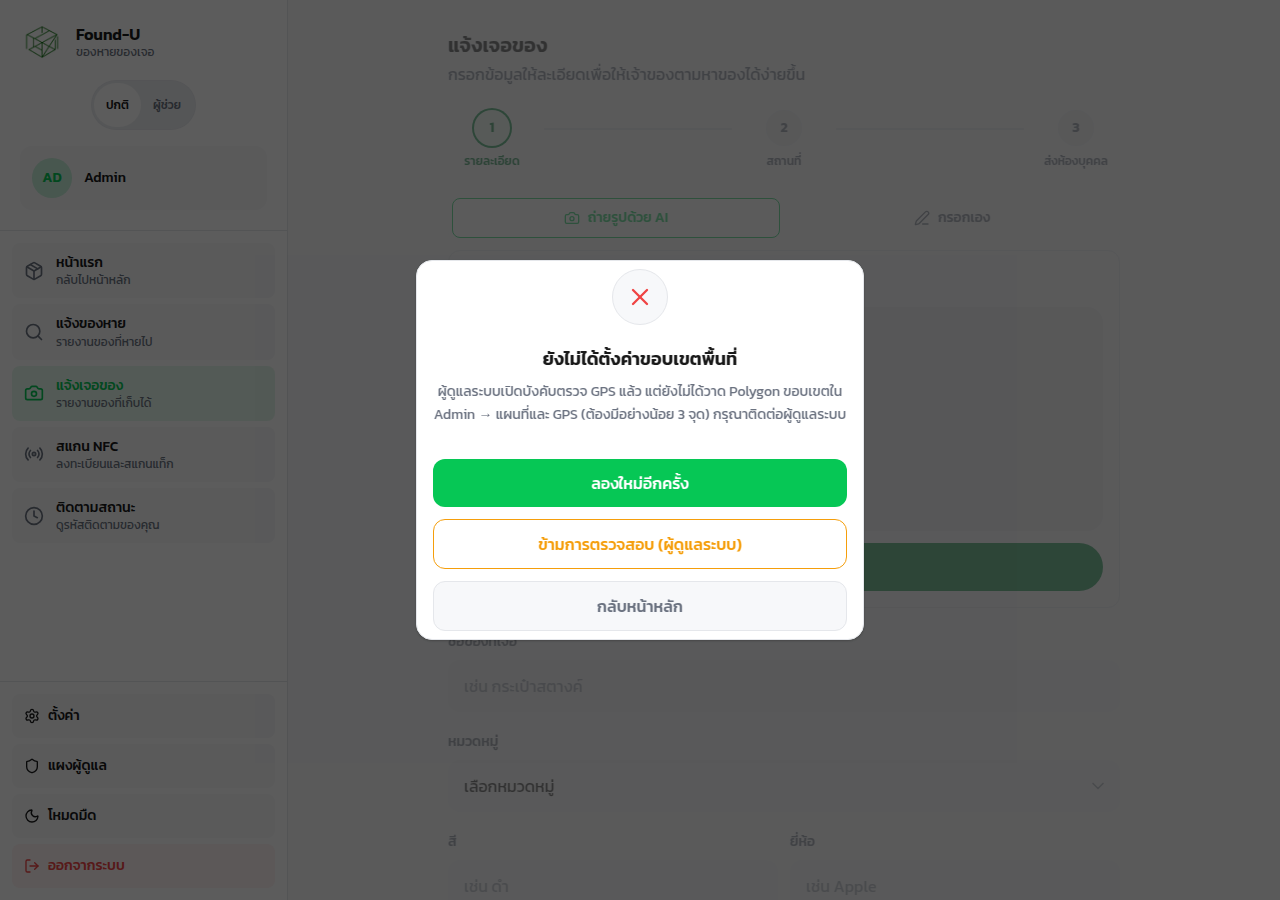 Found-U
ของหายของเจอ
ปกติ
ผู้ช่วย
AD
Admin
หน้าแรก
กลับไปหน้าหลัก
แจ้งของหาย
รายงานของที่หายไป
แจ้งเจอของ
รายงานของที่เก็บได้
สแกน NFC
ลงทะเบียนและสแกนแท็ก
ติดตามสถานะ
ดูรหัสติดตามของคุณ
ตั้งค่า
แผงผู้ดูแล
โหมดมืด
ออกจากระบบ
แจ้งเจอของ
กรอกข้อมูลให้ละเอียดเพื่อให้เจ้าของตามหาของได้ง่ายขึ้น
1
2
3
รายละเอียด
สถานที่
ส่งห้องบุคคล
ถ่ายรูปด้วย AI
กรอกเอง
ยังไม่ได้ตั้งค่าขอบเขตพื้นที่
ผู้ดูแลระบบเปิดบังคับตรวจ GPS แล้ว แต่ยังไม่ได้วาด Polygon ขอบเขตใน
Admin → แผนที่และ GPS (ต้องมีอย่างน้อย 3 จุด) กรุณาติดต่อผู้ดูแลระบบ
ลองใหม่อีกครั้ง
ข้ามการตรวจสอบ (ผู้ดูแลระบบ)
กลับหน้าหลัก
เช่น กระเป๋าสตางค์
หมวดหมู่
เลือกหมวดหมู่
สี
ยี่ห้อ
เช่น ดำ
เช่น Apple